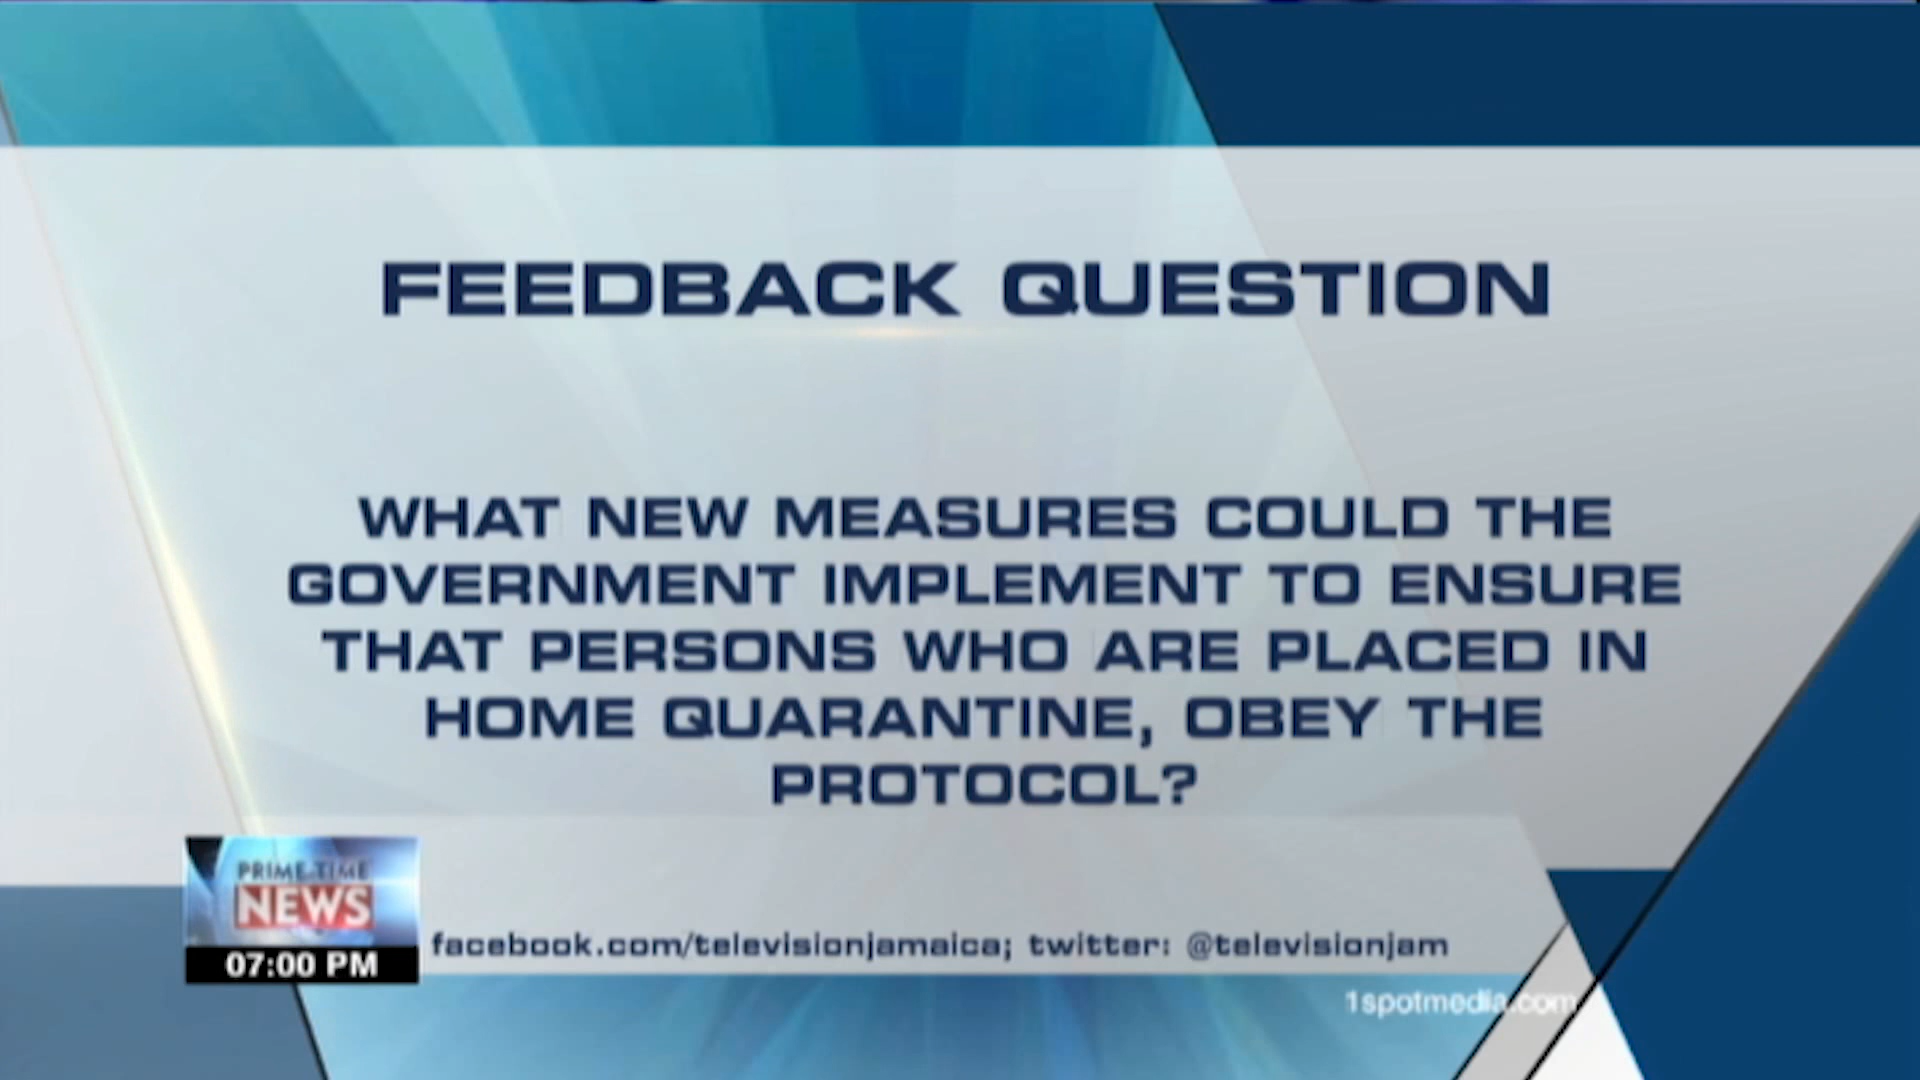 FEEDBACK QUESTION
WHAT NEW MEASURES COULD THE
GOVERNMENT IMPLEMENT TO ENSURE
THAT PERSONS WHO ARE PLACED IN
HOME QUARANTINE, OBEY THE
PROTOCOL?
PRIME TIME
NEWS
07:00 PM
facebook.com/televisionjamaica; twitter: @televisionjam
1spotmedia.com